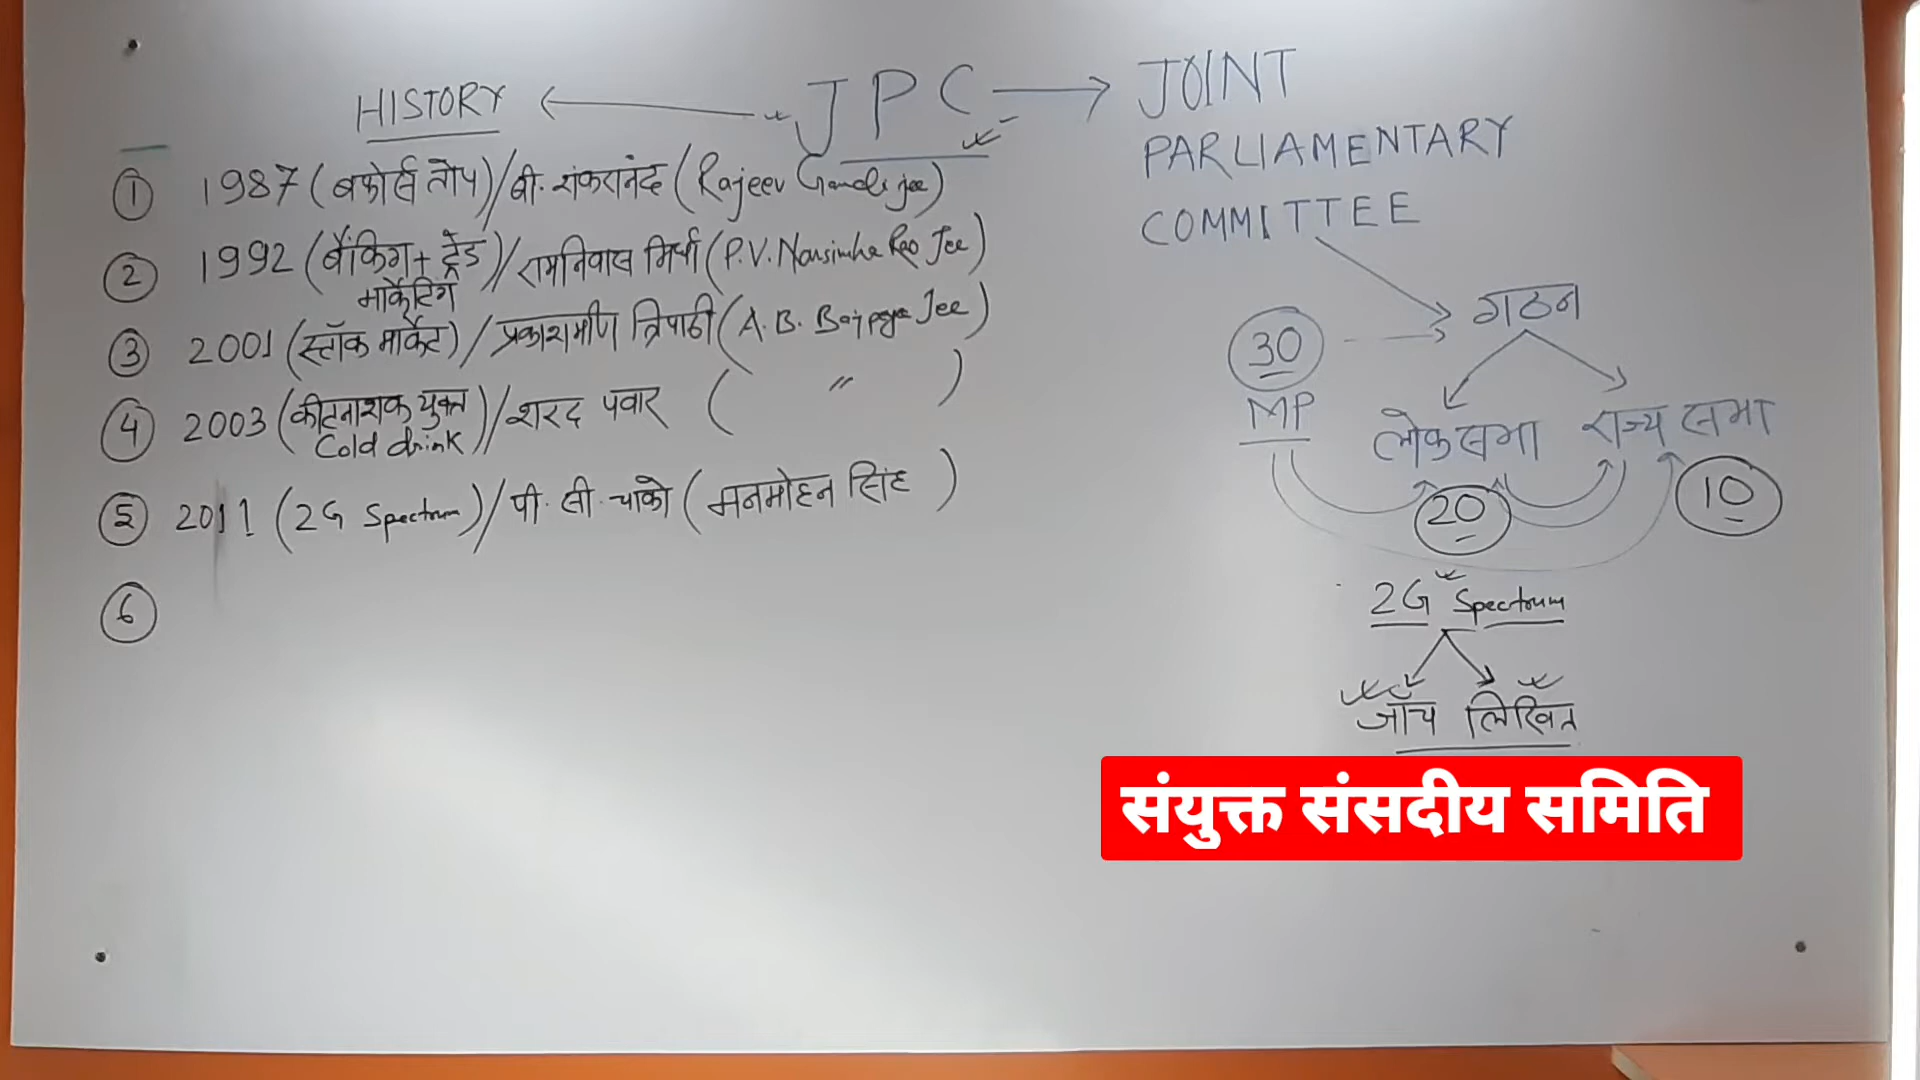 HISTORY
JPC
JOINT
PARLIAMENTARY
COMMITTEE
① 1987 (बफोर्स तोप)/बी. शंकरानंद (Rajeev Gandi jee)
② 1992 (बैंकिग + ट्रेड/रामनिवास मिर्धा (P.V. Narsimha Rao Jee)
मार्केटिंग)
③ 2001 (स्टॉक मार्केट)/प्रकाशमणि त्रिपाठी (A.B. Bajpaye Jee)
④ 2003 (कीटनाशक युक्त/शरद पवार (〃 )
Cold drink)
⑤ 2011 (2G Spectrum)/पी. सी. चाको (मनमोहन सिंह)
⑥
गठन
30
MP
लोकसभा राज्य सभा
20 10
2G Spectrum
जाँच लिखित
संयुक्त संसदीय समिति